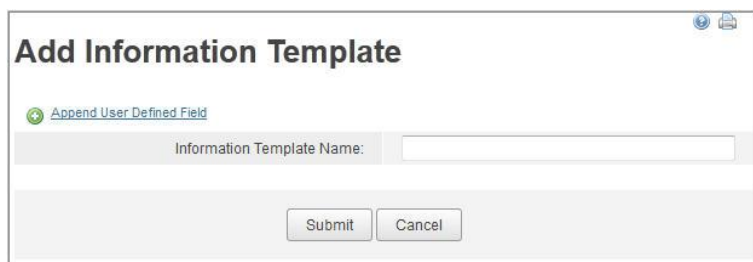 Add Information Template
Append User Defined Field
Information Template Name:
Submit Cancel